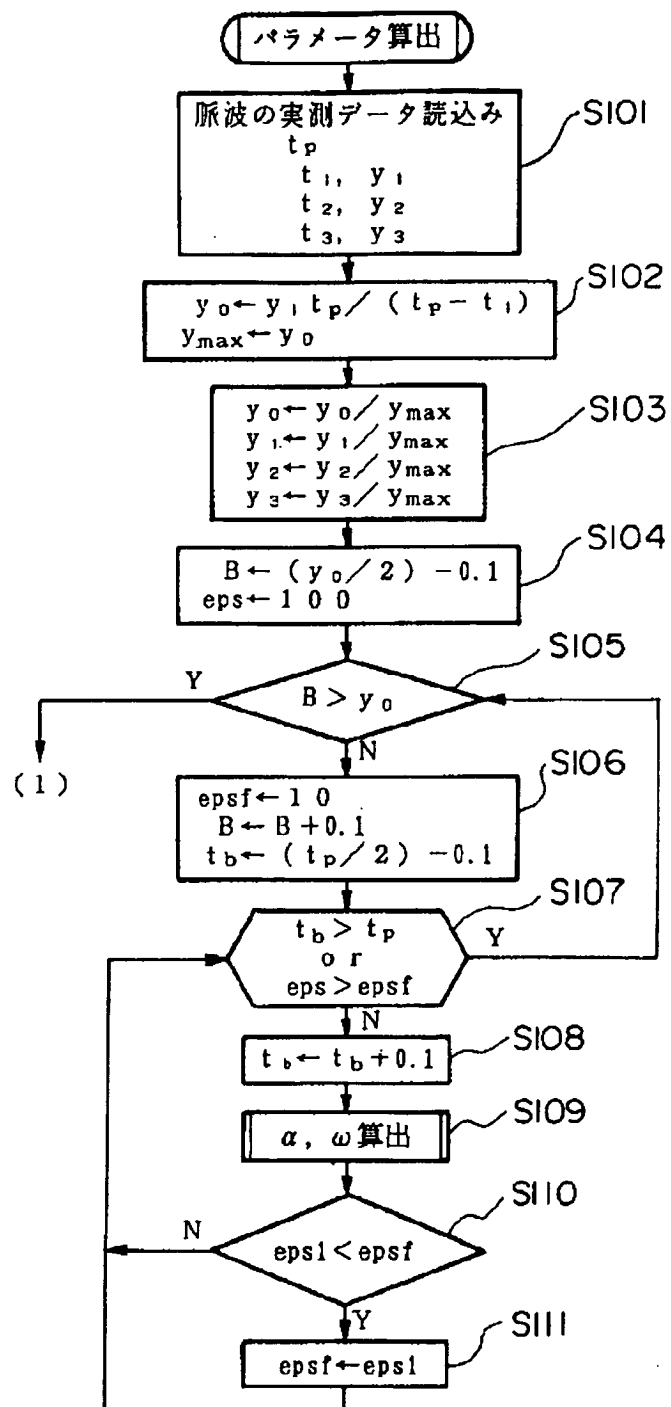 パラメータ算出
脈波の実測データ読込み
tp
t1, y1
t2, y2
t3, y3
S101
y0←y1tp/(tp-t1)
ymax←y0
S102
y0←y0/ymax
y1←y1/ymax
y2←y2/ymax
y3←y3/ymax
S103
B←(y0/2)-0.1
eps←100
S104
S105
Y
B>y0
N
(1)
epsf←10
B←B+0.1
tb←(tp/2)-0.1
S106
S107
tb>tp
or
eps>epsf
Y
N
tb←tb+0.1
S108
α, ω算出
S109
S110
N
eps1<epsf
Y
epsf←eps1
S111